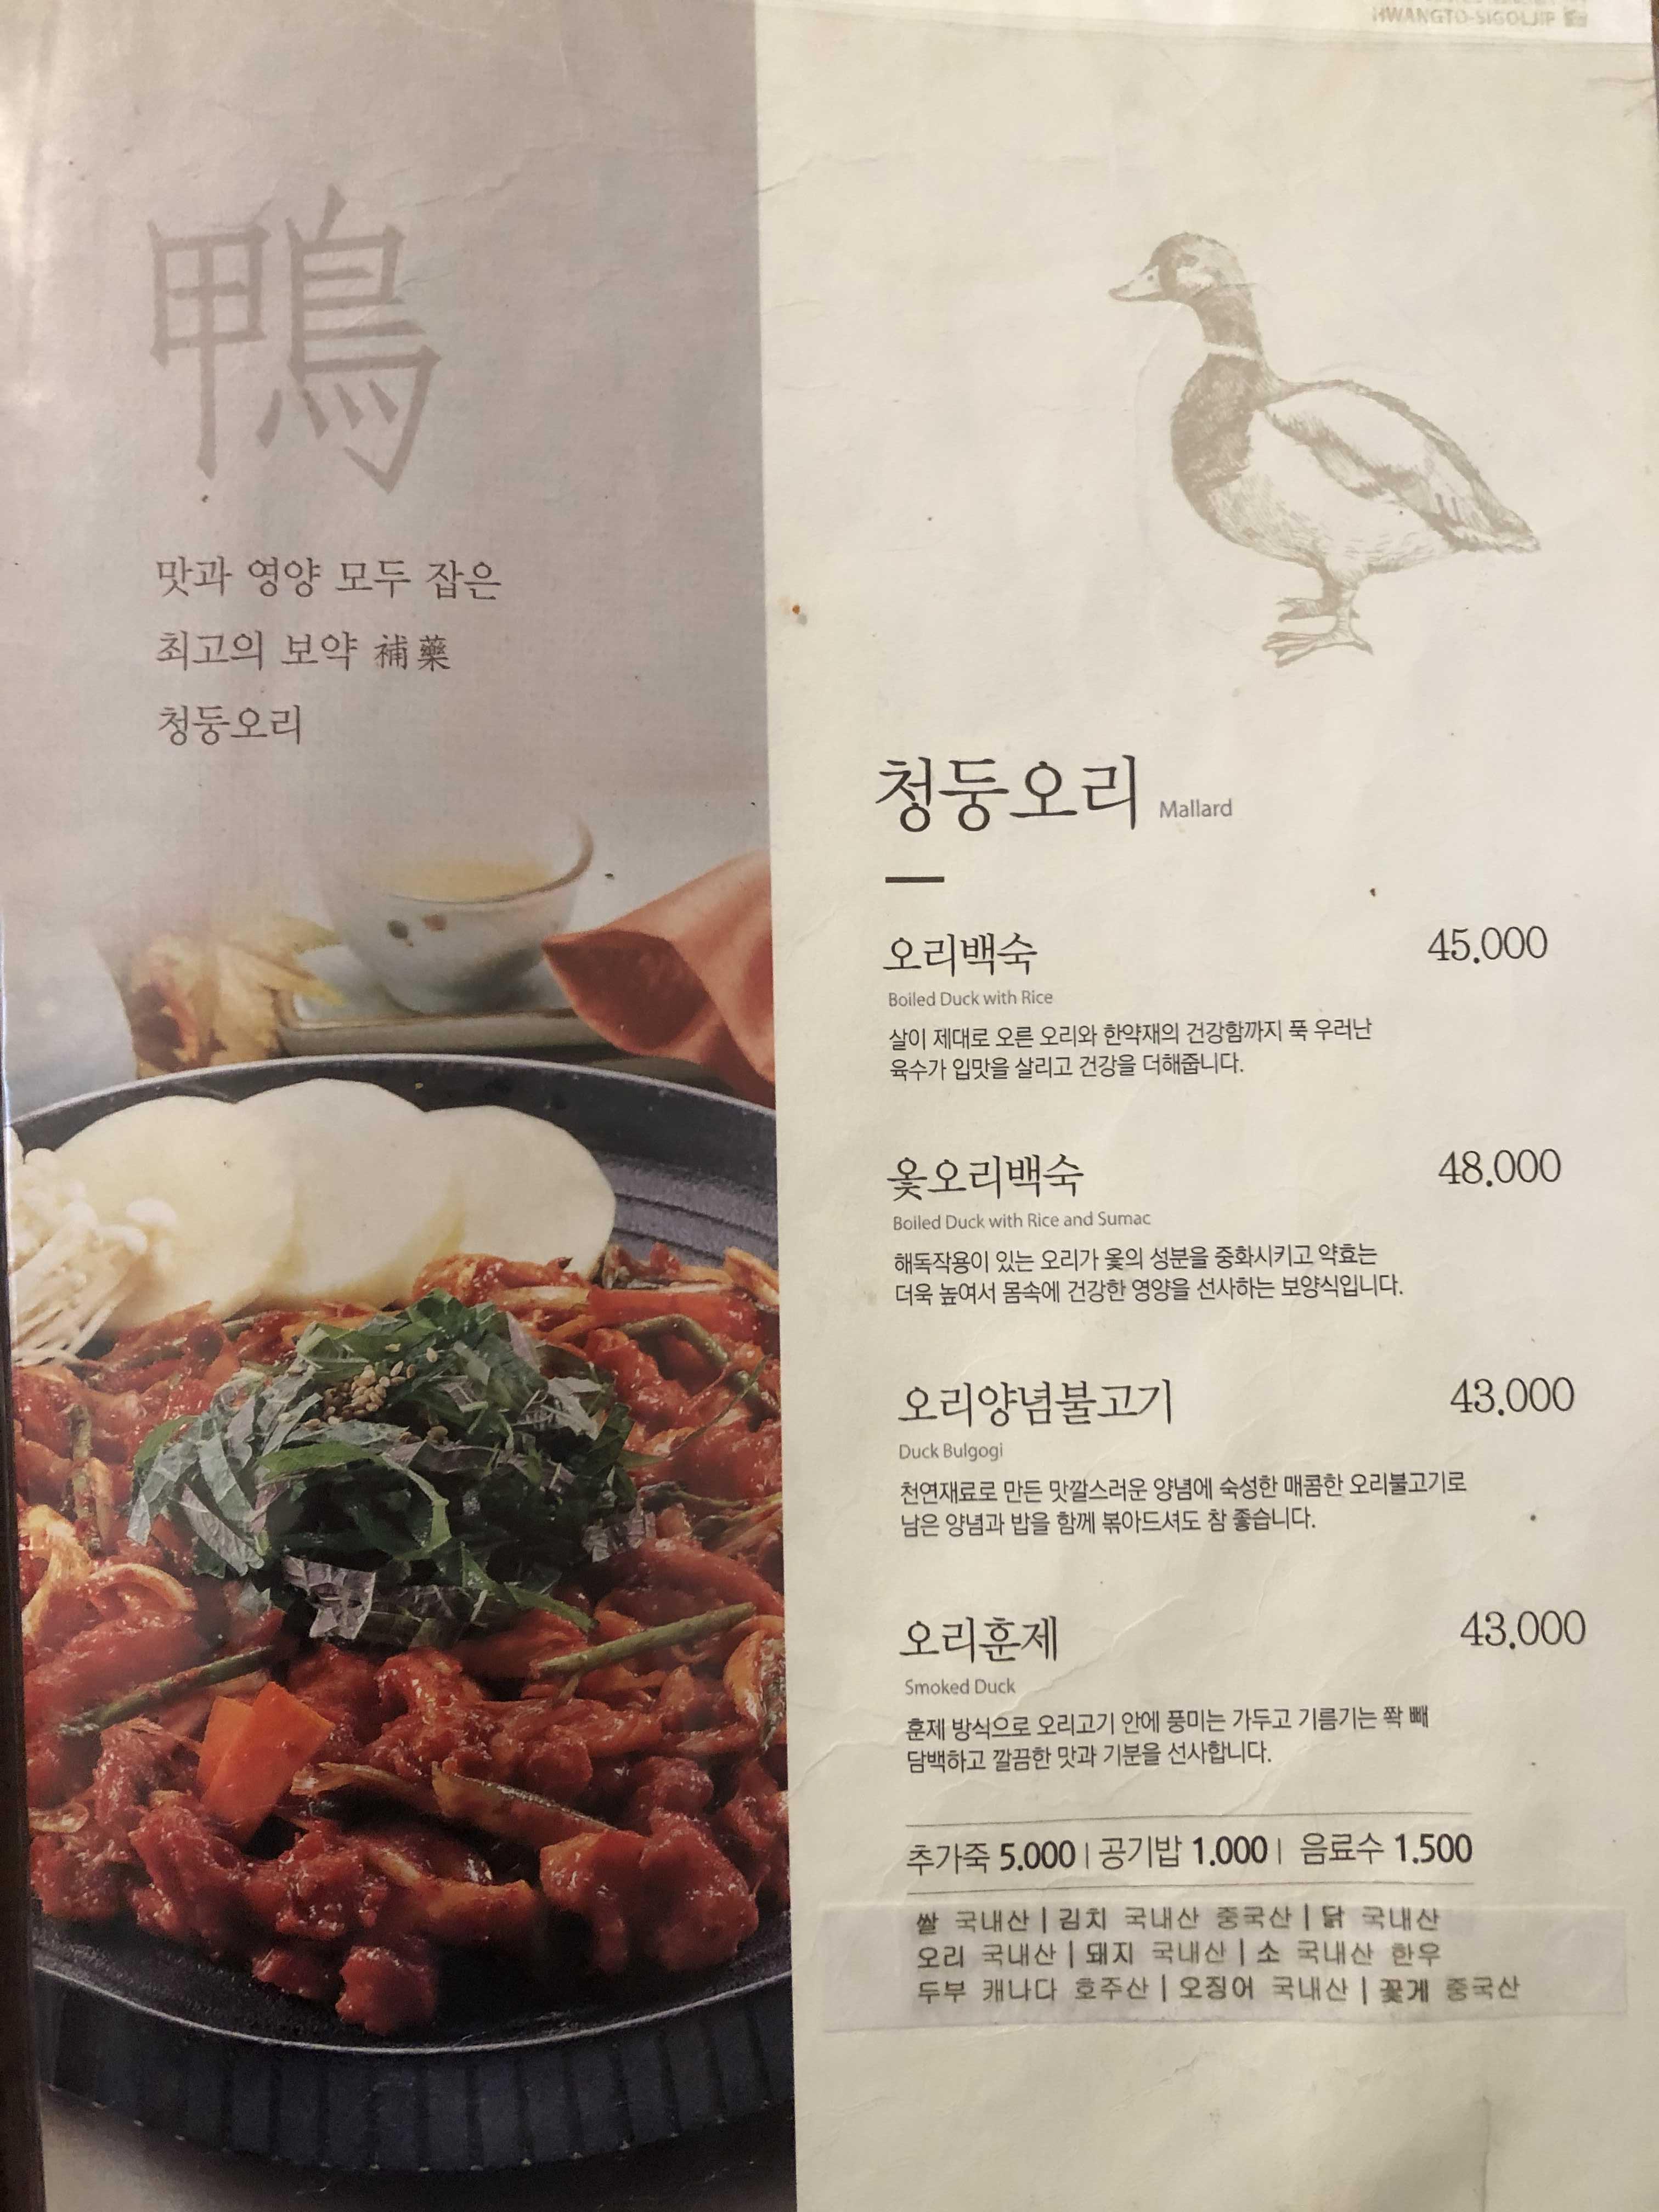 HWANGTO-SIGOLJIP
鴨
맛과 영양 모두 잡은
최고의 보약 補藥
청둥오리
청둥오리 Mallard
오리백숙 45.000
Boiled Duck with Rice
살이 제대로 오른 오리와 한약재의 건강함까지 푹 우러난
육수가 입맛을 살리고 건강을 더해줍니다.
옻오리백숙 48.000
Boiled Duck with Rice and Sumac
해독작용이 있는 오리가 옻의 성분을 중화시키고 약효는
더욱 높여서 몸속에 건강한 영양을 선사하는 보양식입니다.
오리양념불고기 43.000
Duck Bulgogi
천연재료로 만든 맛깔스러운 양념에 숙성한 매콤한 오리불고기로
남은 양념과 밥을 함께 볶아드셔도 참 좋습니다.
오리훈제 43.000
Smoked Duck
훈제 방식으로 오리고기 안에 풍미는 가두고 기름기는 쫙 빼
담백하고 깔끔한 맛과 기분을 선사합니다.
추가죽 5.000 | 공기밥 1.000 | 음료수 1.500
쌀 국내산 | 김치 국내산 중국산 | 닭 국내산
오리 국내산 | 돼지 국내산 | 소 국내산 한우
두부 캐나다 호주산 | 오징어 국내산 | 꽃게 중국산